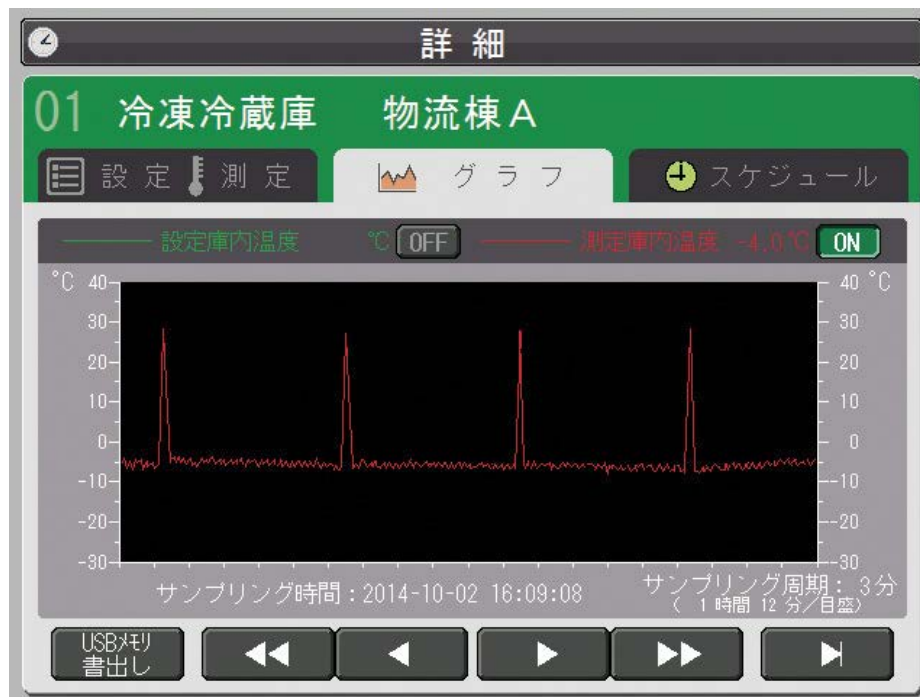 詳 細
01 冷凍冷蔵庫 物流棟A
設 定 測 定
グ ラ フ
スケジュール
設定庫内温度 ℃ OFF 測定庫内温度 -4.0℃ ON
℃ 40 40 ℃
30 30
20 20
10 10
0 0
-10 -10
-20 -20
-30 -30
サンプリング時間:2014-10-02 16:09:08
サンプリング周期: 3分
( 1時間 12 分/目盛)
USBメモリ
書出し